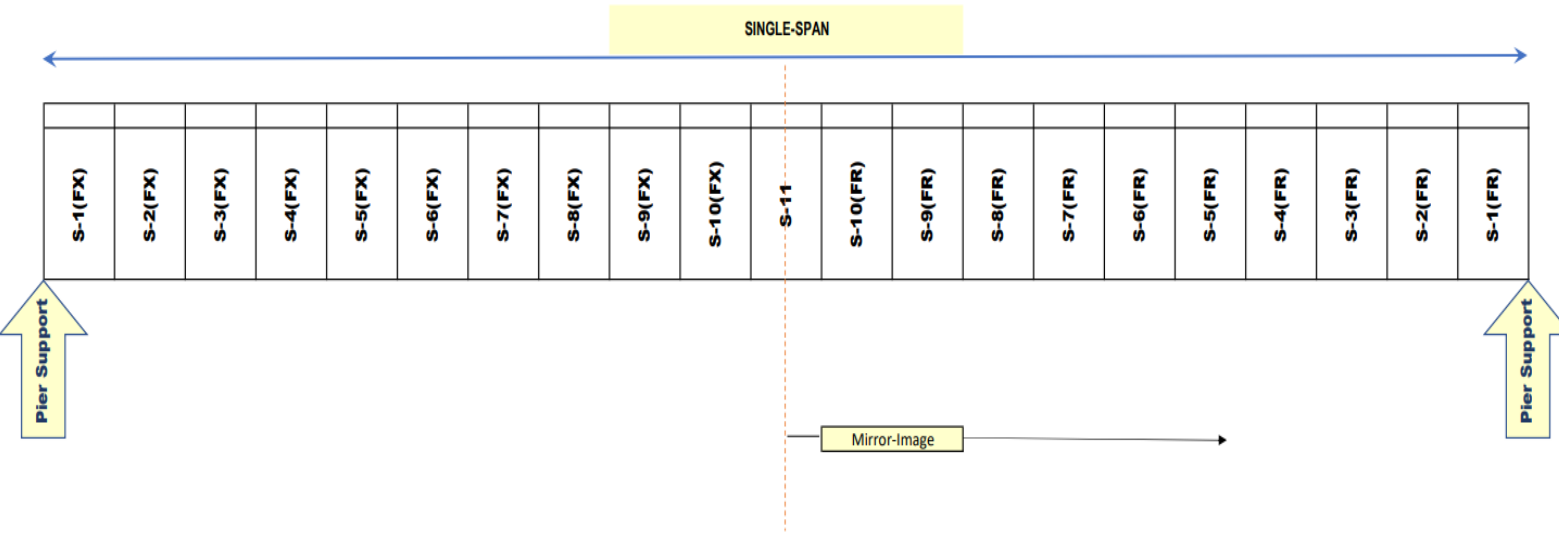 SINGLE-SPAN
S-1(FX)
S-2(FX)
S-3(FX)
S-4(FX)
S-5(FX)
S-6(FX)
S-7(FX)
S-8(FX)
S-9(FX)
S-10(FX)
S-11
S-10(FR)
S-9(FR)
S-8(FR)
S-7(FR)
S-6(FR)
S-5(FR)
S-4(FR)
S-3(FR)
S-2(FR)
S-1(FR)
Pier Support
Pier Support
Mirror-Image